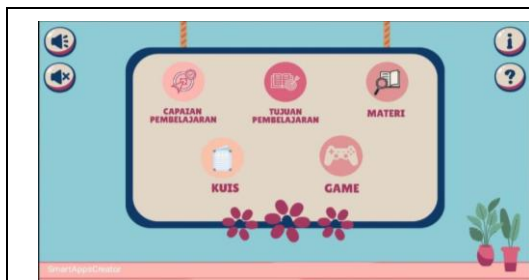 CAPAIAN
PEMBELAJARAN
TUJUAN
PEMBELAJARAN
MATERI
KUIS
GAME
SmartAppsCreator